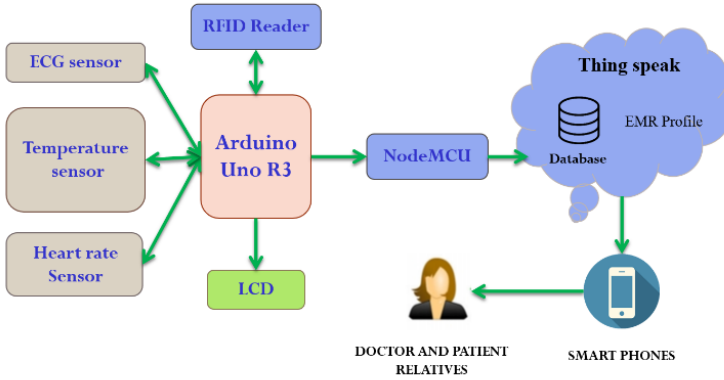 RFID Reader
ECG sensor
Thing speak
Temperature
sensor
Arduino
Uno R3
NodeMCU
EMR Profile
Database
Heart rate
Sensor
LCD
DOCTOR AND PATIENT
RELATIVES
SMART PHONES